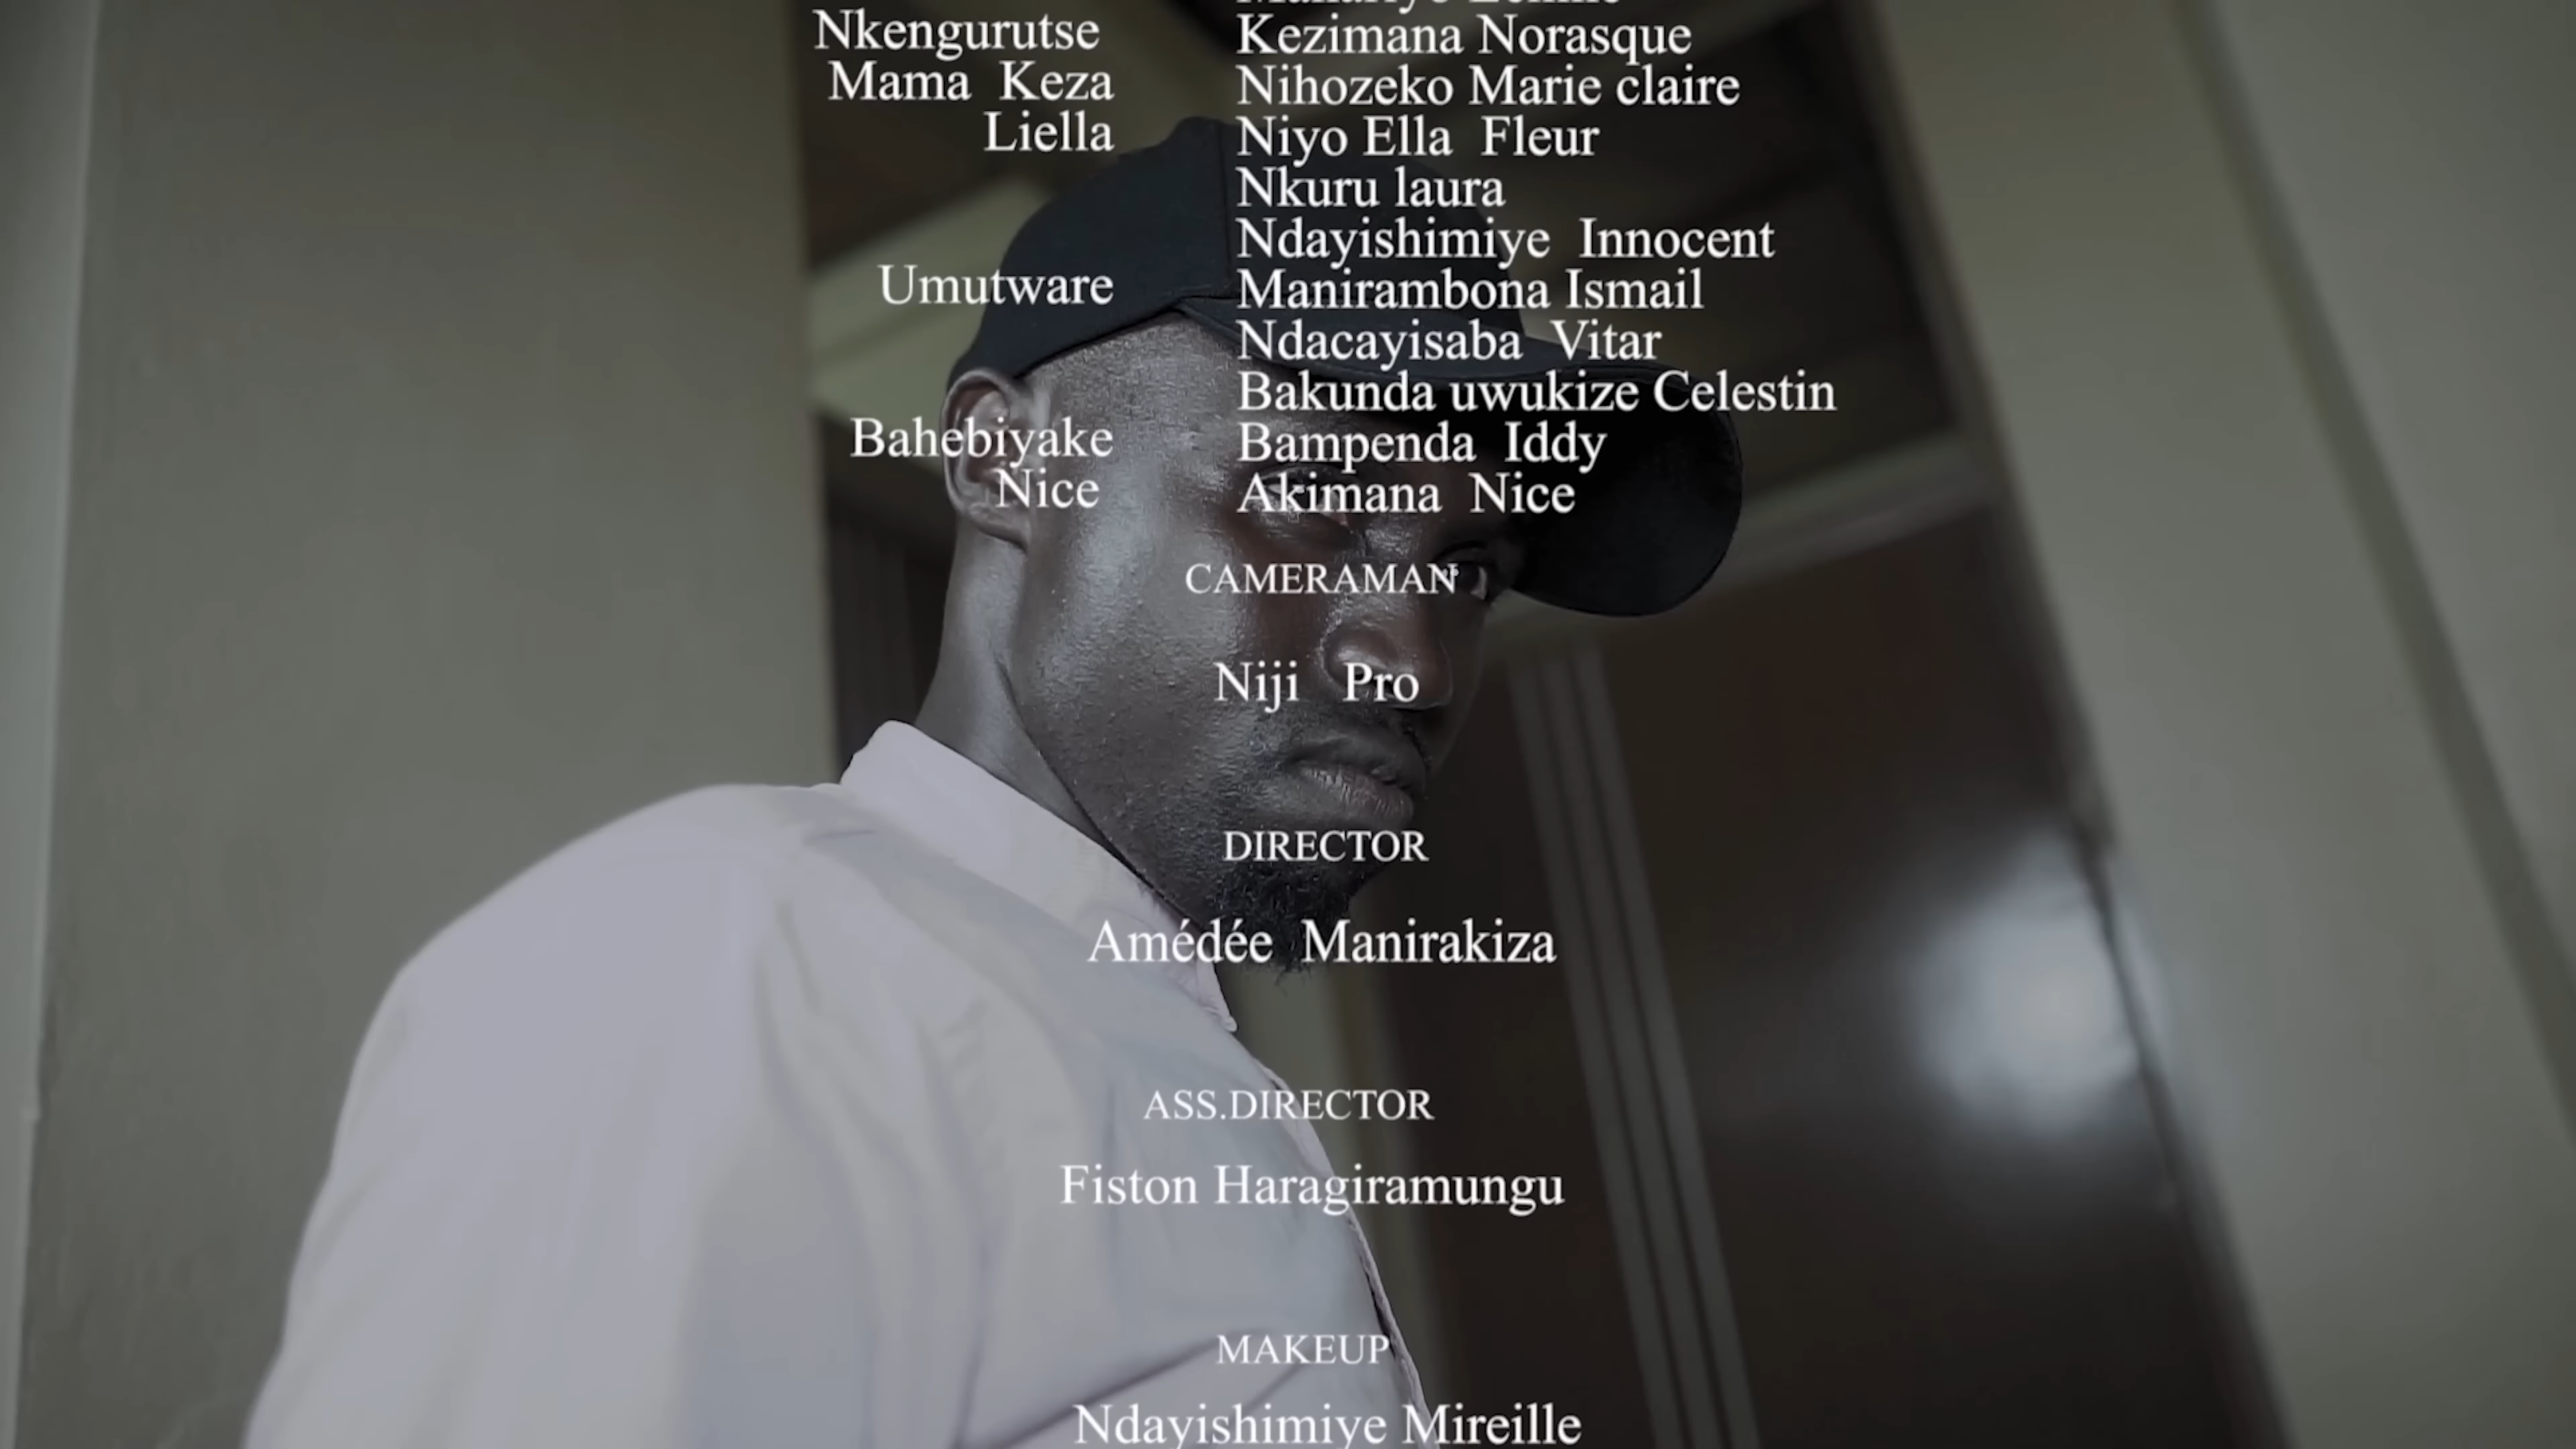 Nkengurutse Kezimana Norasque
Mama Keza Nihozeko Marie claire
Liella Niyo Ella Fleur
Nkuru laura
Ndayishimiye Innocent
Umutware Manirambona Ismail
Ndacayisaba Vitar
Bakunda uwukize Celestin
Bahebiyake Bampenda Iddy
Nice Akimana Nice
CAMERAMAN
Niji Pro
DIRECTOR
Amédée Manirakiza
ASS.DIRECTOR
Fiston Haragiramungu
MAKEUP
Ndayishimiye Mireille